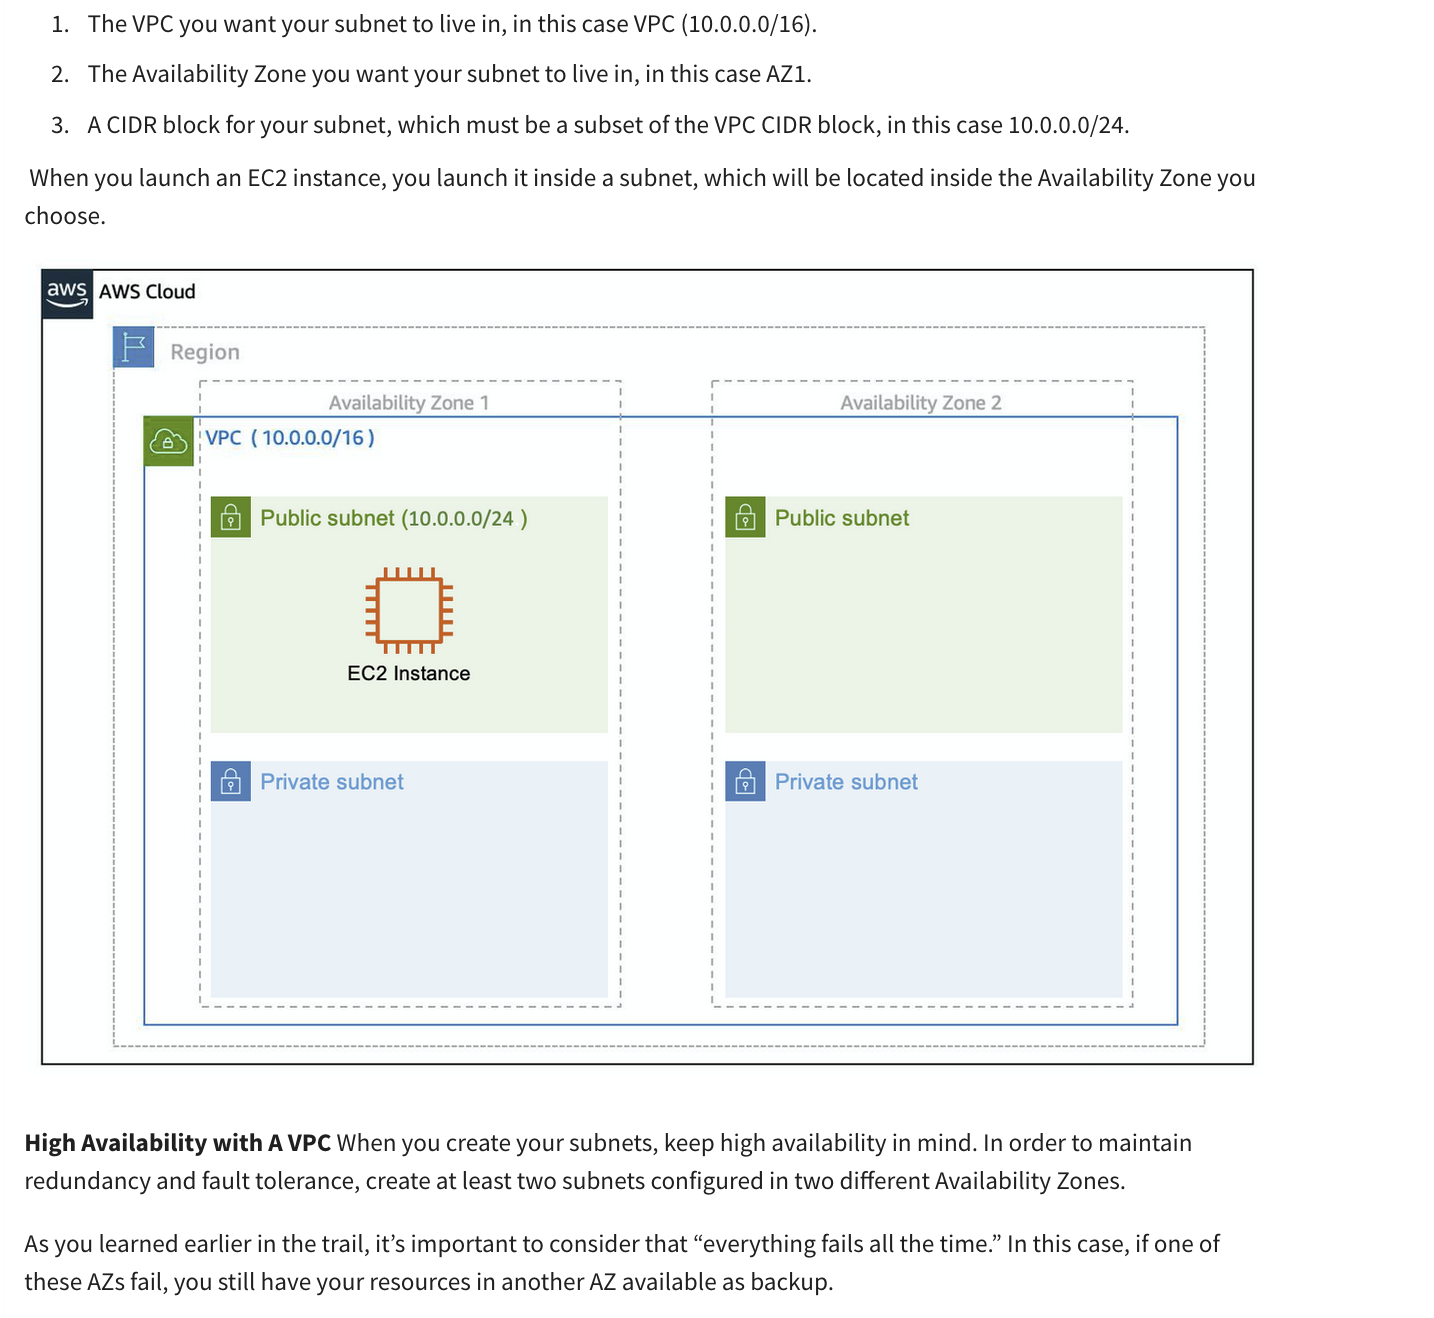 1. The VPC you want your subnet to live in, in this case VPC (10.0.0.0/16).
2. The Availability Zone you want your subnet to live in, in this case AZ1.
3. A CIDR block for your subnet, which must be a subset of the VPC CIDR block, in this case 10.0.0.0/24.
When you launch an EC2 instance, you launch it inside a subnet, which will be located inside the Availability Zone you
choose.
aws AWS Cloud
Region
Availability Zone 1
Availability Zone 2
VPC ( 10.0.0.0/16 )
Public subnet (10.0.0.0/24 )
Public subnet
EC2 Instance
Private subnet
Private subnet
High Availability with A VPC When you create your subnets, keep high availability in mind. In order to maintain
redundancy and fault tolerance, create at least two subnets configured in two different Availability Zones.
As you learned earlier in the trail, it’s important to consider that “everything fails all the time.” In this case, if one of
these AZs fail, you still have your resources in another AZ available as backup.